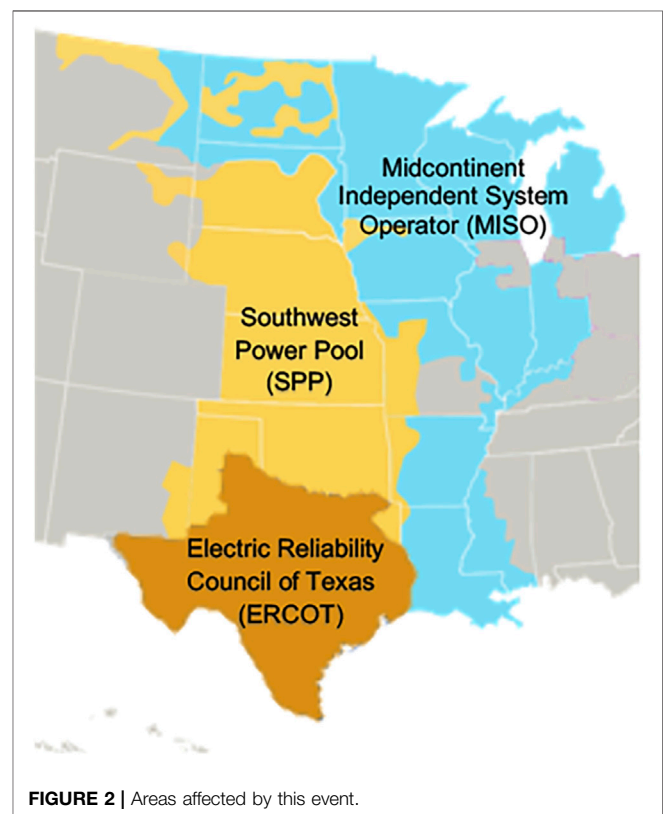 Midcontinent
Independent System
Operator (MISO)
Southwest
Power Pool
(SPP)
Electric Reliability
Council of Texas
(ERCOT)
FIGURE 2 | Areas affected by this event.